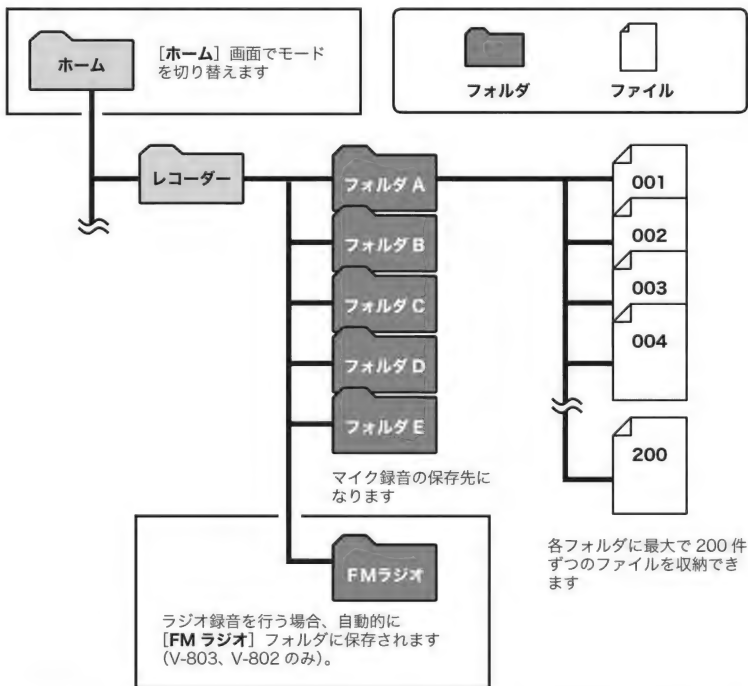 ホーム
［ホーム］画面でモード
を切り替えます
フォルダ
ファイル
レコーダー
フォルダ A
フォルダ B
フォルダ C
フォルダ D
フォルダ E
001
002
003
004
200
マイク録音の保存先に
なります
各フォルダに最大で 200 件
ずつのファイルを収納でき
ます
FMラジオ
ラジオ録音を行う場合、自動的に
［FM ラジオ］フォルダに保存されます
（V-803、V-802 のみ）。